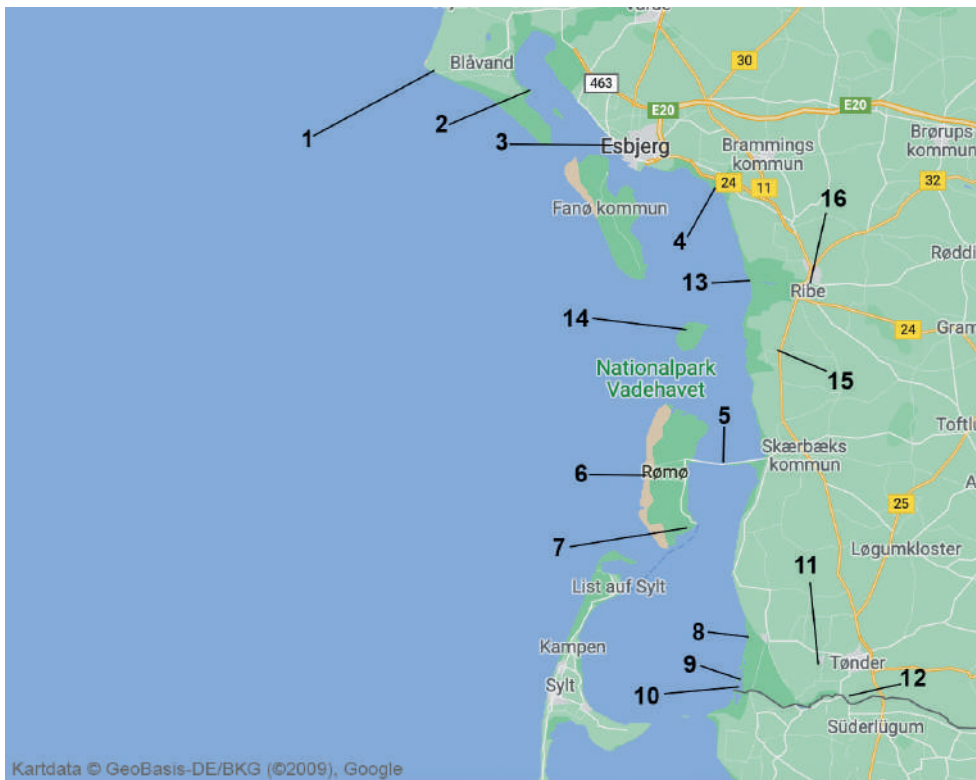 Varde
Blåvand
30
463
1
2
E20
E20
3
Esbjerg
Brammings
kommun
Brørups
kommun
24
11
32
16
Fanø kommun
4
Røddi
13
Ribe
14
24
Gram
Nationalpark
Vadehavet
15
5
Toftlu
Skærbæks
kommun
6
Rømø
A
25
7
Løgumkloster
11
List auf Sylt
8
Kampen
9
Tønder
10
12
Sylt
Süderlügum
Kartdata © GeoBasis-DE/BKG (©2009), Google